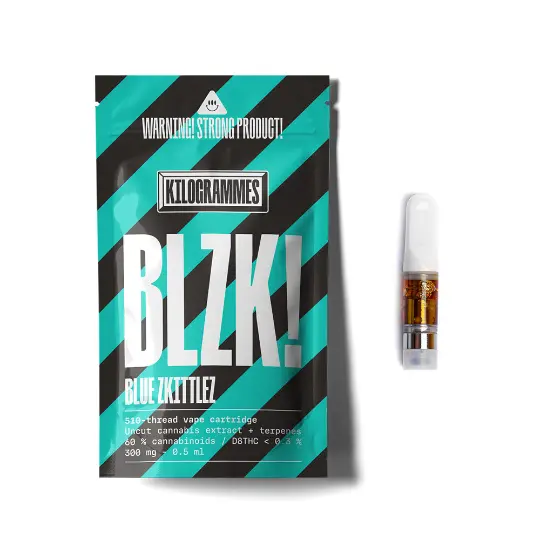 WARNING! STRONG PRODUCT!
KILOGRAMMES
BLZK!
BLUE ZKITTLEZ
510-thread vape cartridge
Uncut cannabis extract + terpenes
60 % cannabinoids / D8THC < 0.3 %
300 mg - 0.5 ml